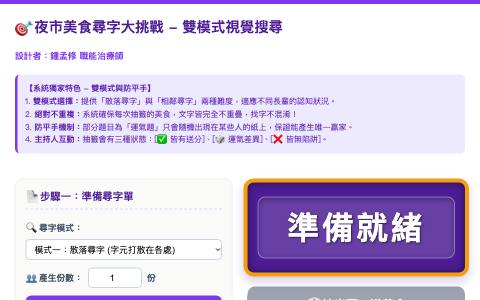 🎯夜市美食尋字大挑戰 – 雙模式視覺搜尋
設計者：鍾孟修 職能治療師
【系統獨家特色 – 雙模式與防平手】
1. 雙模式選擇：提供「散落尋字」與「相鄰尋字」兩種難度，適應不同長輩的認知狀況。
2. 絕對不重複：系統確保每次抽籤的美食，文字皆完全不重疊，找字不混淆！
3. 防平手機制：部分題目為「運氣題」只會隨機出現在某些人的紙上，保證能產生唯一贏家。
4. 主持人互動：抽籤會有三種狀態：[✅ 皆有送分]、[🎲 運氣差異]、[❌ 皆無陷阱]。
📄步驟一：準備尋字單
🔍 尋字模式：
模式一：散落尋字 (字元打散在各處)
👥 產生份數： 1 份
準備就緒